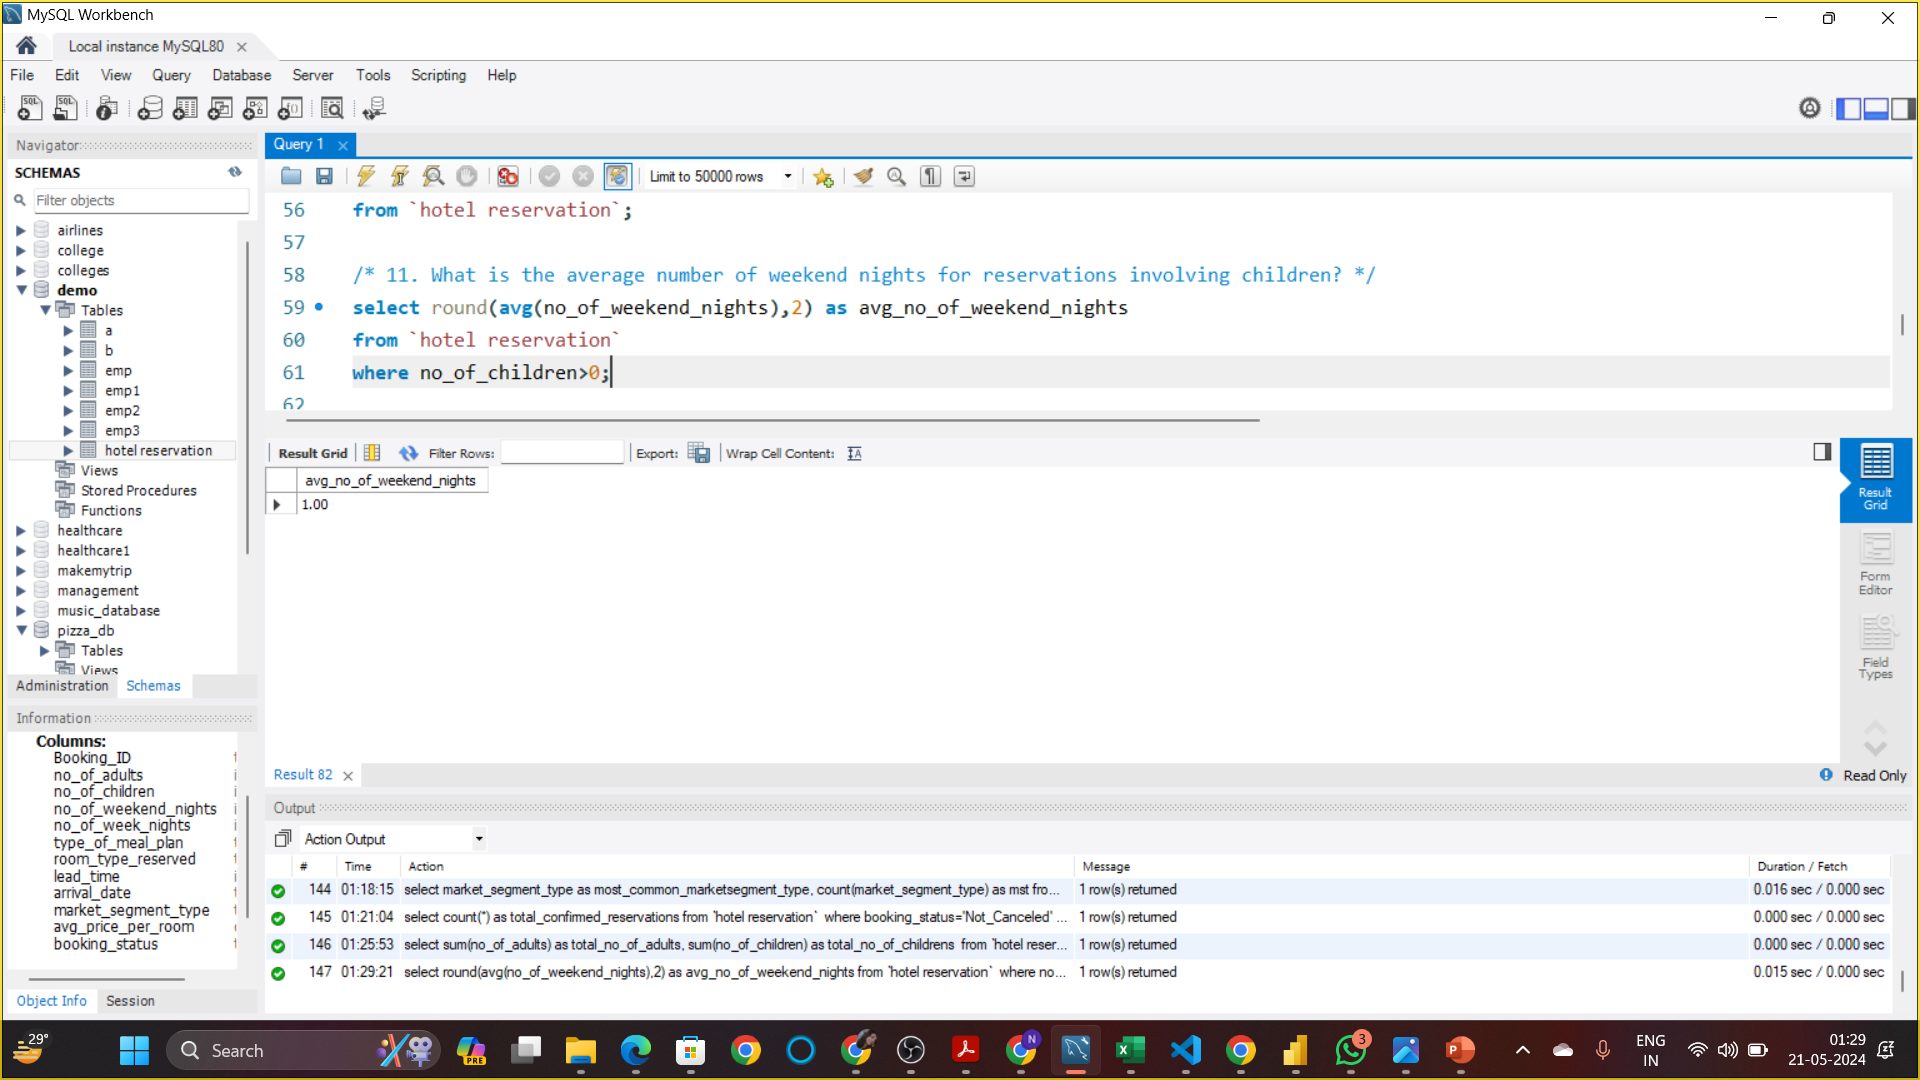 MySQL Workbench
Local instance MySQL80
File Edit View Query Database Server Tools Scripting Help
Navigator
SCHEMAS
Filter objects
airlines
college
colleges
demo
Tables
a
b
emp
emp1
emp2
emp3
hotel reservation
Views
Stored Procedures
Functions
healthcare
healthcare1
makemytrip
management
music_database
pizza_db
Tables
Views
Administration Schemas
Information
Columns:
Booking_ID
no_of_adults
no_of_children
no_of_weekend_nights
no_of_week_nights
type_of_meal_plan
room_type_reserved
lead_time
arrival_date
market_segment_type
avg_price_per_room
booking_status
Object Info Session
Query 1
Limit to 50000 rows
56 from `hotel reservation`;
57
58 /* 11. What is the average number of weekend nights for reservations involving children? */
59 select round(avg(no_of_weekend_nights),2) as avg_no_of_weekend_nights
60 from `hotel reservation`
61 where no_of_children>0;
62
Result Grid Filter Rows: Export: Wrap Cell Content:
avg_no_of_weekend_nights
1.00
Result Grid
Form Editor
Field Types
Result 82
Read Only
Output
Action Output
# Time Action Message Duration / Fetch
144 01:18:15 select market_segment_type as most_common_marketsegment_type, count(market_segment_type) as mst fro... 1 row(s) returned 0.016 sec / 0.000 sec
145 01:21:04 select count(*) as total_confirmed_reservations from `hotel reservation` where booking_status='Not_Canceled' ... 1 row(s) returned 0.000 sec / 0.000 sec
146 01:25:53 select sum(no_of_adults) as total_no_of_adults, sum(no_of_children) as total_no_of_childrens from `hotel reser... 1 row(s) returned 0.000 sec / 0.000 sec
147 01:29:21 select round(avg(no_of_weekend_nights),2) as avg_no_of_weekend_nights from `hotel reservation` where no... 1 row(s) returned 0.015 sec / 0.000 sec
29°
Search
PRE
N
3
ENG
IN
01:29
21-05-2024